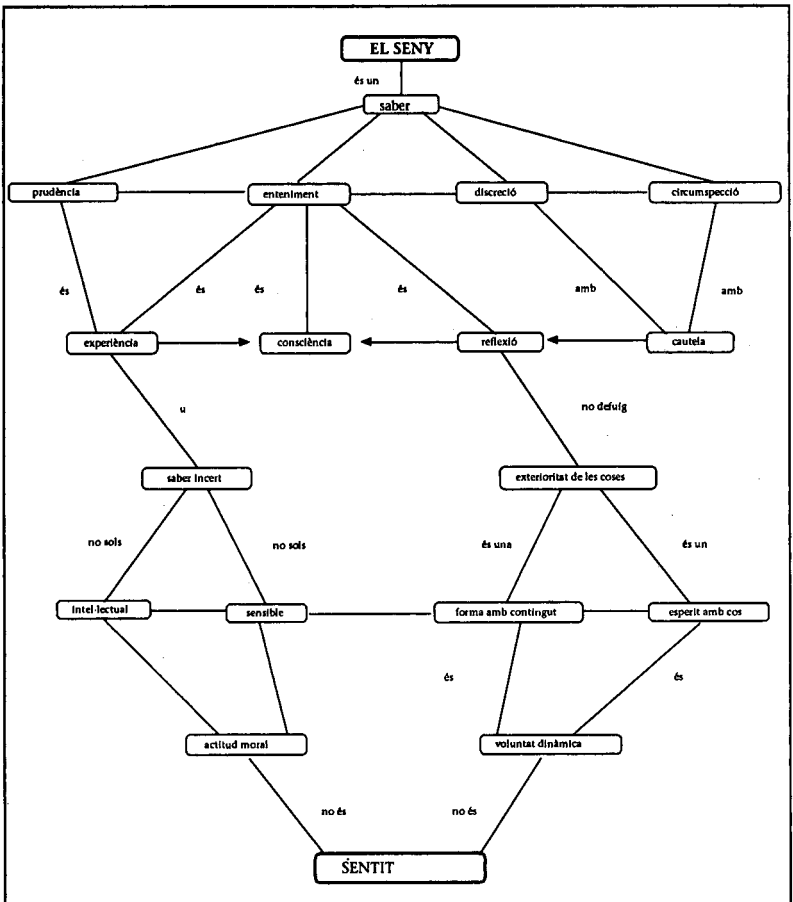 EL SENY
és un
saber
prudència
enteniment
discreció
circumspecció
és
és
és
és
amb
amb
experiència
consciència
reflexió
cautela
u
no defuig
saber incert
exterioritat de les coses
no sols
no sols
és una
és un
intel·lectual
sensible
forma amb contingut
esperit amb cos
és
és
actitud moral
voluntat dinàmica
no és
no és
SENTIT